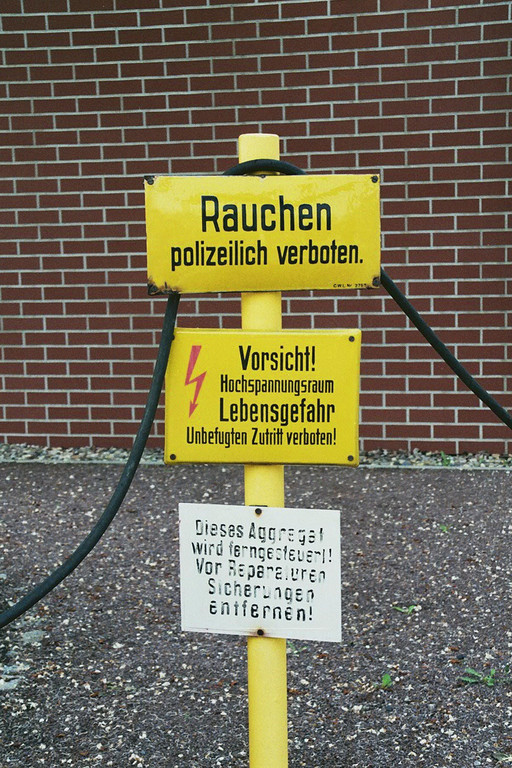 Rauchen
polizeilich verboten.
Vorsicht!
Hochspannungsraum
Lebensgefahr
Unbefugten Zutritt verboten!
Dieses Aggregat
wird ferngesteuert!
Vor Reparaturen
Sicherungen
entfernen!